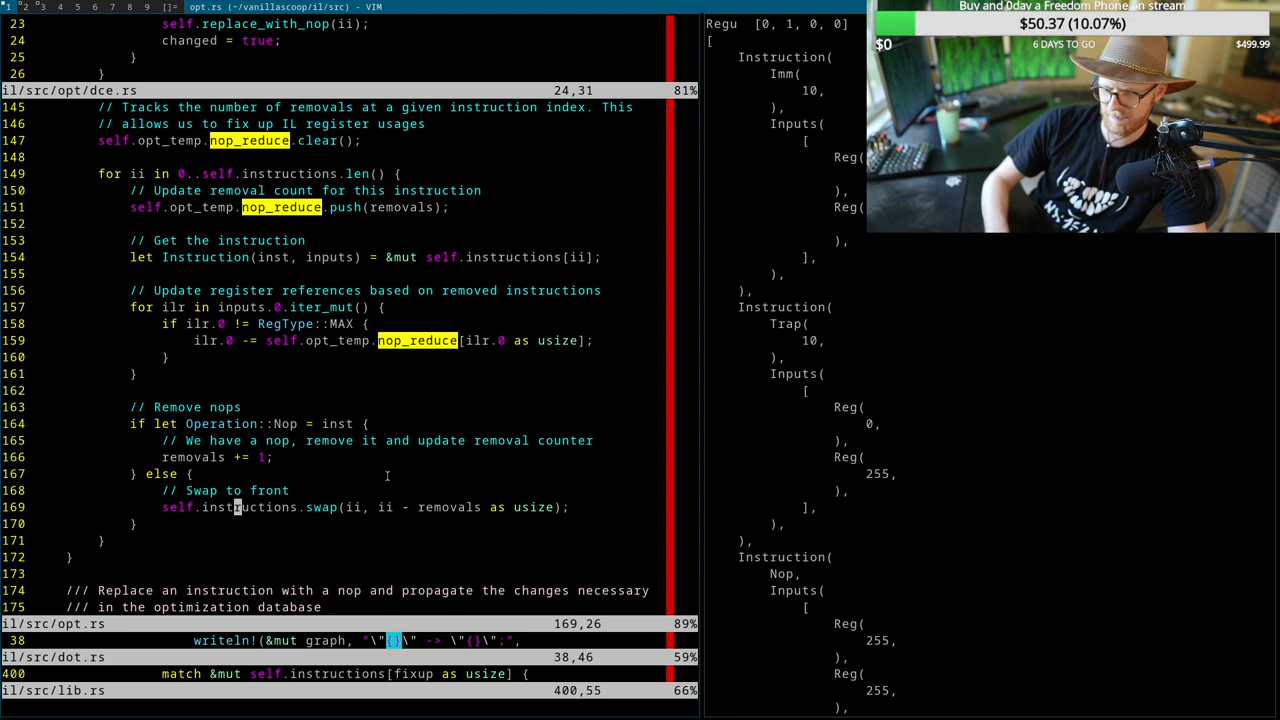 1 2 3 4 5 6 7 8 9 []= opt.rs (~/vanillascoop/il/src) - VIM
23 self.replace_with_nop(ii);
24 changed = true;
25 }
26 }
il/src/opt/dce.rs 24,31 81%
145 // Tracks the number of removals at a given instruction index. This
146 // allows us to fix up IL register usages
147 self.opt_temp.nop_reduce.clear();
148
149 for ii in 0..self.instructions.len() {
150 // Update removal count for this instruction
151 self.opt_temp.nop_reduce.push(removals);
152
153 // Get the instruction
154 let Instruction(inst, inputs) = &mut self.instructions[ii];
155
156 // Update register references based on removed instructions
157 for ilr in inputs.0.iter_mut() {
158 if ilr.0 != RegType::MAX {
159 ilr.0 -= self.opt_temp.nop_reduce[ilr.0 as usize];
160 }
161 }
162
163 // Remove nops
164 if let Operation::Nop = inst {
165 // We have a nop, remove it and update removal counter
166 removals += 1;
167 } else {
168 // Swap to front
169 self.instructions.swap(ii, ii - removals as usize);
170 }
171 }
172 }
173
174 /// Replace an instruction with a nop and propagate the changes necessary
175 /// in the optimization database
il/src/opt.rs 169,26 89%
38 writeln!(&mut graph, "\"{}\" -> \"{}\";",
il/src/dot.rs 38,46 59%
400 match &mut self.instructions[fixup as usize] {
il/src/lib.rs 400,55 66%
Regu [0, 1, 0, 0]
[
Instruction(
Imm(
10,
),
Inputs(
[
Reg(
),
Reg(
),
],
),
),
Instruction(
Trap(
10,
),
Inputs(
[
Reg(
0,
),
Reg(
255,
),
],
),
),
Instruction(
Nop,
Inputs(
[
Reg(
255,
),
Reg(
255,
),
Buy and 0day a Freedom Phone on stream
$50.37 (10.07%)
$0 6 DAYS TO GO $499.99